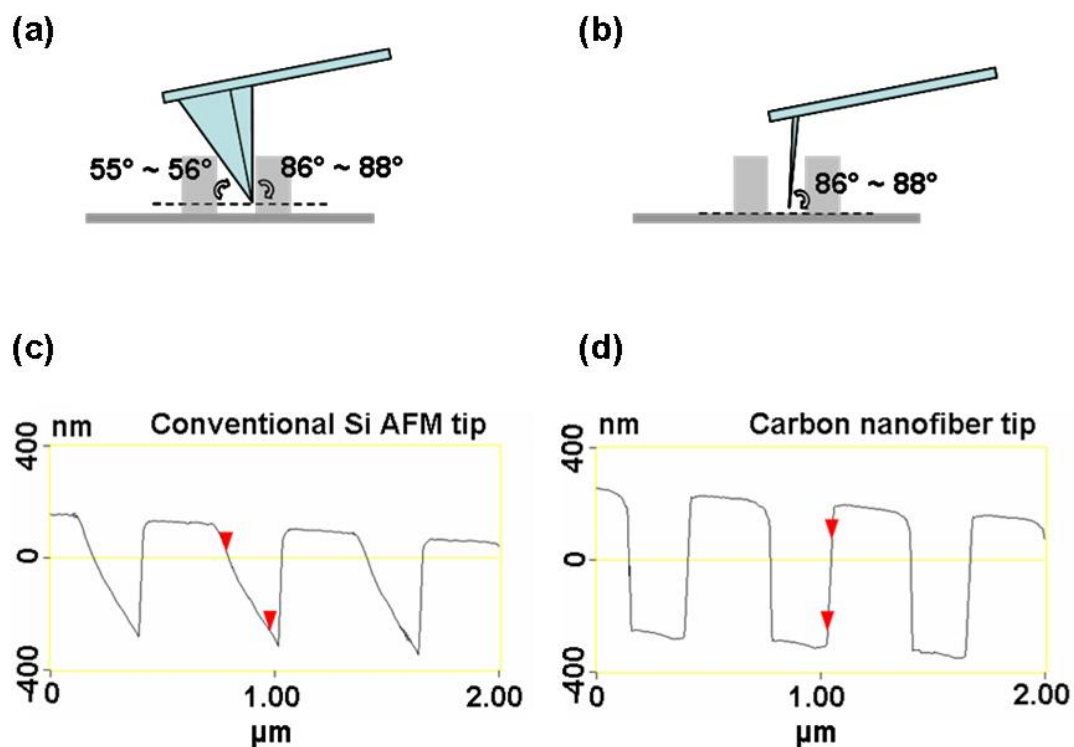 (a)
(b)
55° ~ 56°
86° ~ 88°
86° ~ 88°
(c)
(d)
nm Conventional Si AFM tip
400
0
-400
0 1.00 2.00
µm
nm Carbon nanofiber tip
400
0
-400
0 1.00 2.00
µm